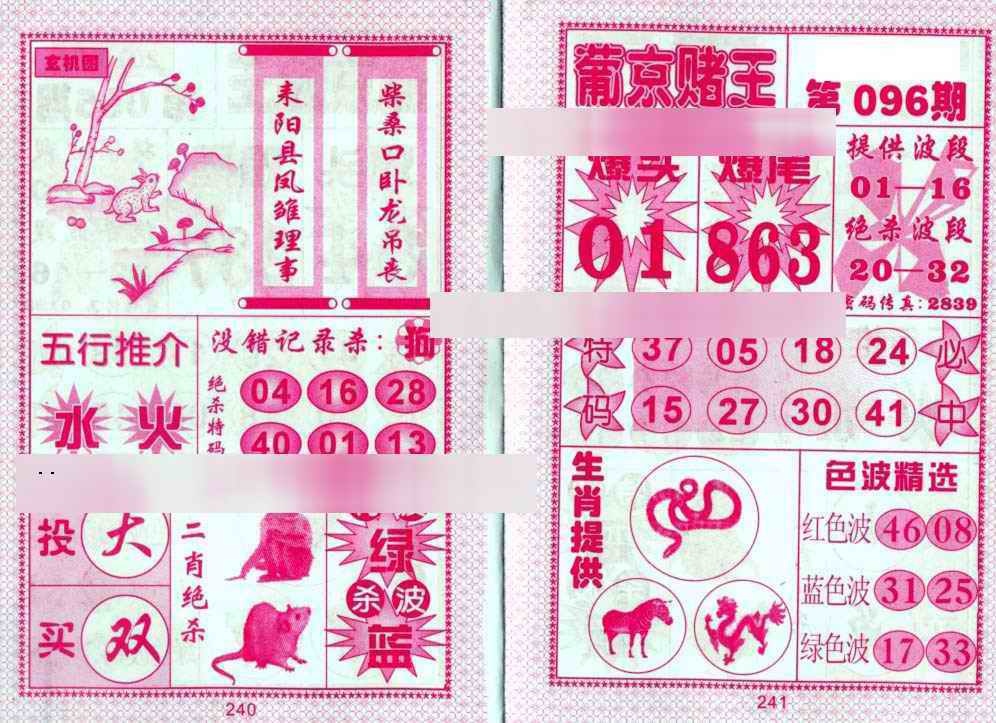 玄机图
耒阳县凤雏理事
柴桑口卧龙吊丧
五行推介
水 火
没错记录杀：
绝杀特码
04 16 28
40 01 13
投 大
买 双
二肖绝杀
绿
杀波
蓝
240
葡京赌王
第096期
01 863
提供波段
01—16
绝杀波段
20—32
密码传真:2839
特码
37 05 18 24
15 27 30 41
必中
生肖提供
色波精选
红色波 46 08
蓝色波 31 25
绿色波 17 33
241